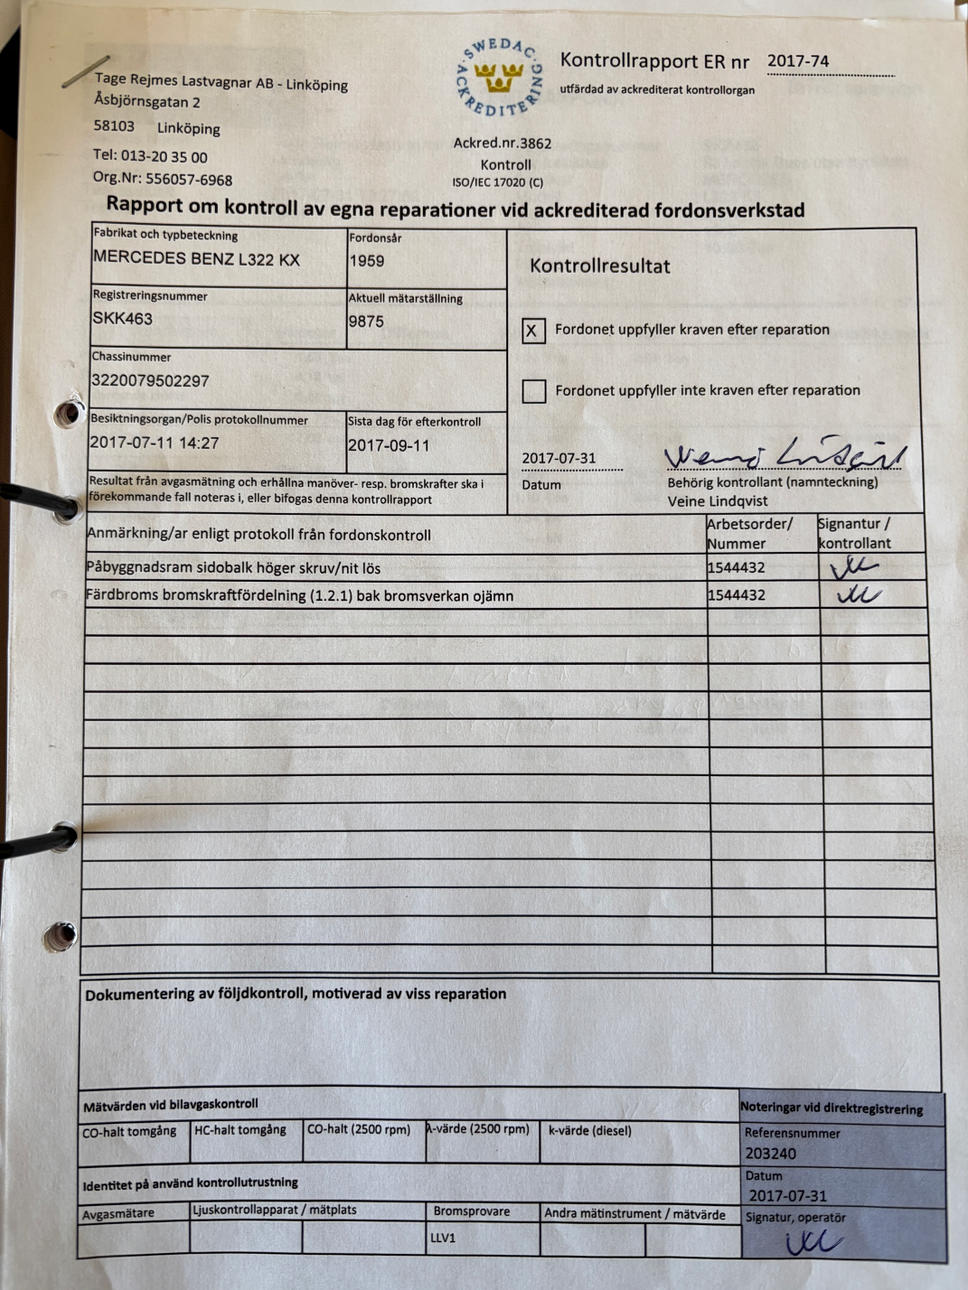 Tage Rejmes Lastvagnar AB - Linköping
Åsbjörnsgatan 2
58103 Linköping
Tel: 013-20 35 00
Org.Nr: 556057-6968
SWEDAC ACKREDITERING
Ackred.nr.3862
Kontroll
ISO/IEC 17020 (C)
Kontrollrapport ER nr 2017-74
utfärdad av ackrediterat kontrollorgan
Rapport om kontroll av egna reparationer vid ackrediterad fordonsverkstad
Fabrikat och typbeteckning
MERCEDES BENZ L322 KX
Fordonsår
1959
Registreringsnummer
SKK463
Aktuell mätarställning
9875
Chassinummer
3220079502297
Besiktningsorgan/Polis protokollnummer
2017-07-11 14:27
Sista dag för efterkontroll
2017-09-11
Resultat från avgasmätning och erhållna manöver- resp. bromskrafter ska i
förekommande fall noteras i, eller bifogas denna kontrollrapport
Kontrollresultat
X Fordonet uppfyller kraven efter reparation
Fordonet uppfyller inte kraven efter reparation
2017-07-31
Datum
Behörig kontrollant (namnteckning)
Veine Lindqvist
Anmärkning/ar enligt protokoll från fordonskontroll
Arbetsorder/
Nummer
Signantur /
kontrollant
Påbyggnadsram sidobalk höger skruv/nit lös 1544432
Färdbroms bromskraftfördelning (1.2.1) bak bromsverkan ojämn 1544432
Dokumentering av följdkontroll, motiverad av viss reparation
Mätvärden vid bilavgaskontroll
CO-halt tomgång HC-halt tomgång CO-halt (2500 rpm) λ-värde (2500 rpm) k-värde (diesel)
Identitet på använd kontrollutrustning
Avgasmätare Ljuskontrollapparat / mätplats Bromsprovare Andra mätinstrument / mätvärde
LLV1
Noteringar vid direktregistrering
Referensnummer
203240
Datum
2017-07-31
Signatur, operatör